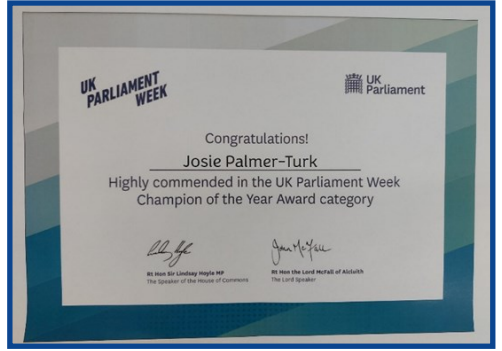 UK
PARLIAMENT
WEEK
UK
Parliament
Congratulations!
Josie Palmer-Turk
Highly commended in the UK Parliament Week
Champion of the Year Award category
Rt Hon Sir Lindsay Hoyle MP
The Speaker of the House of Commons
Rt Hon the Lord McFall of Alcluith
The Lord Speaker